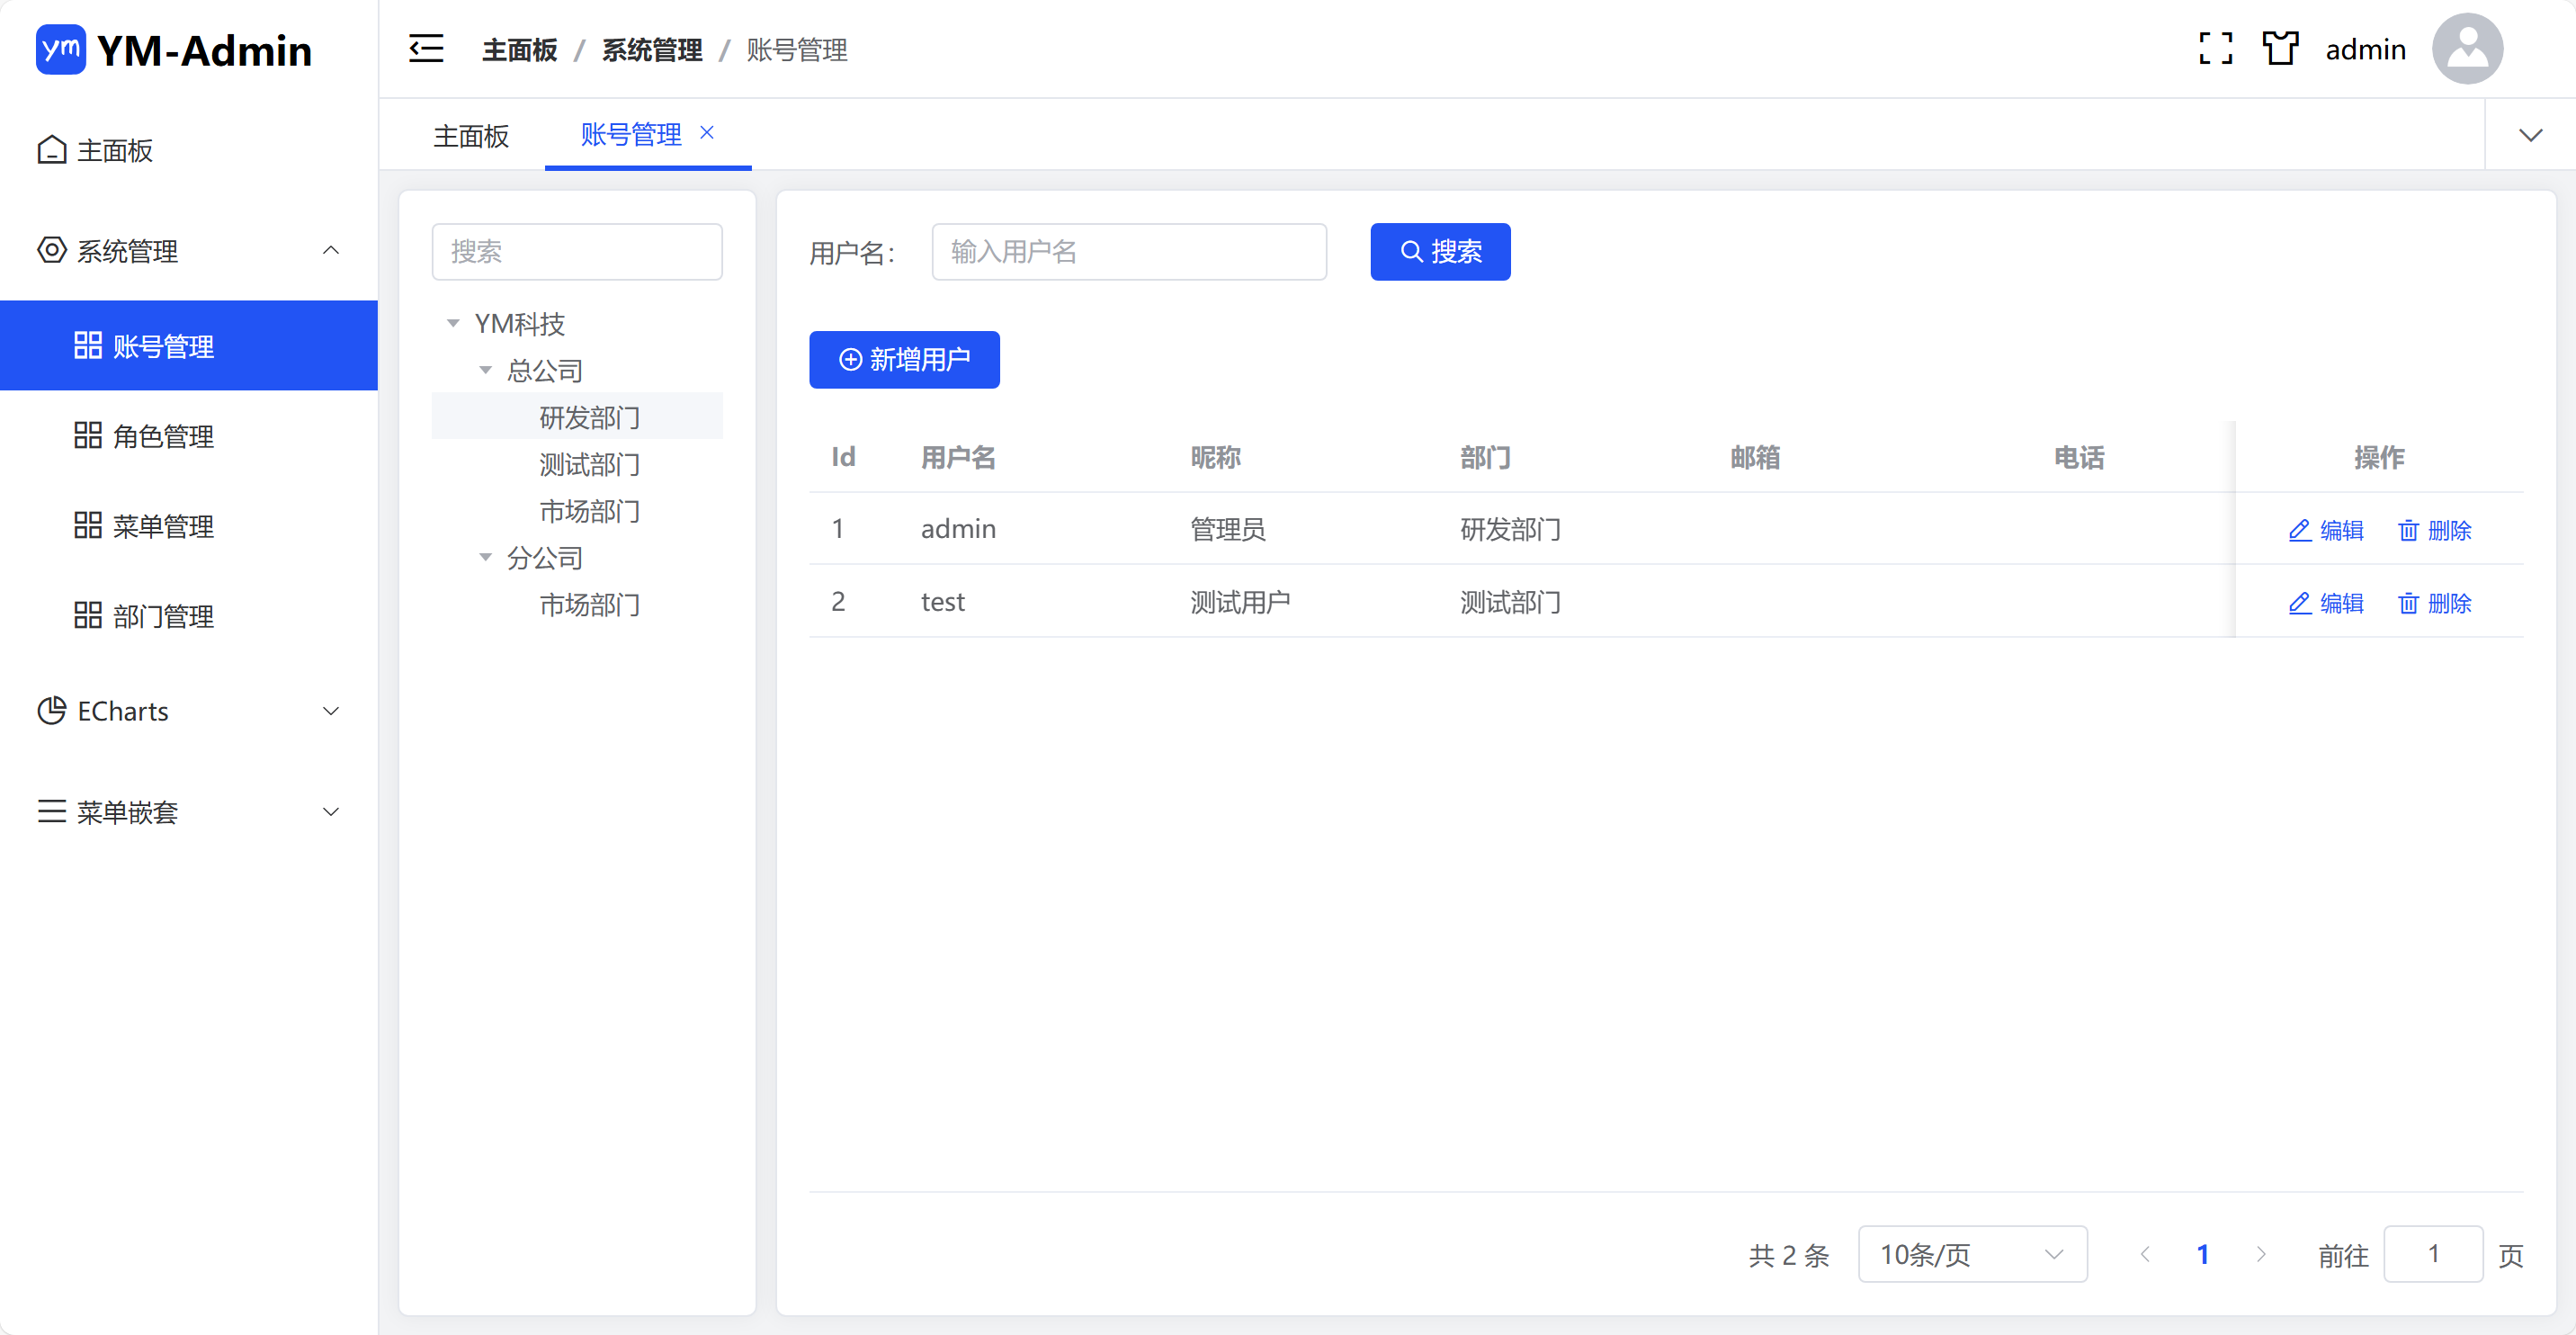 ym YM-Admin
主面板
系统管理
账号管理
角色管理
菜单管理
部门管理
ECharts
菜单嵌套
主面板 / 系统管理 / 账号管理
admin
主面板 账号管理
搜索
YM科技
总公司
研发部门
测试部门
市场部门
分公司
市场部门
用户名： 输入用户名 搜索
新增用户
Id 用户名 昵称 部门 邮箱 电话 操作
1 admin 管理员 研发部门 编辑 删除
2 test 测试用户 测试部门 编辑 删除
共 2 条 10条/页 1 前往 1 页